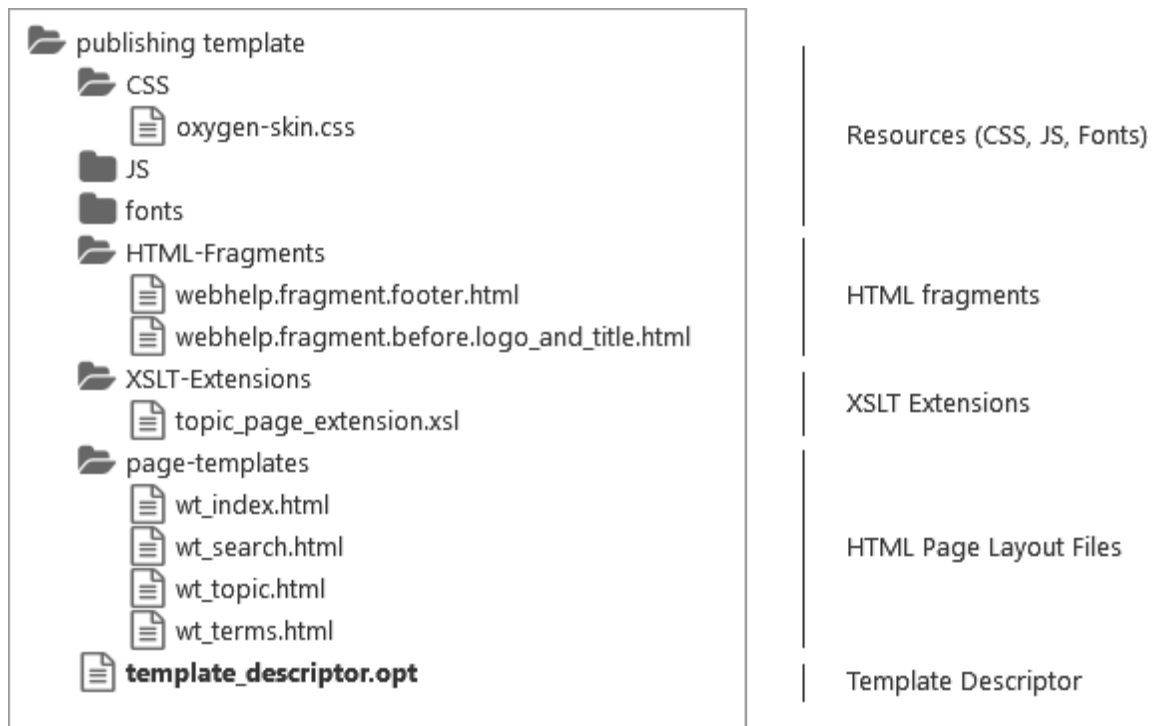 publishing template
CSS
oxygen-skin.css
JS
fonts
HTML-Fragments
webhelp.fragment.footer.html
webhelp.fragment.before.logo_and_title.html
XSLT-Extensions
topic_page_extension.xsl
page-templates
wt_index.html
wt_search.html
wt_topic.html
wt_terms.html
template_descriptor.opt
Resources (CSS, JS, Fonts)
HTML fragments
XSLT Extensions
HTML Page Layout Files
Template Descriptor